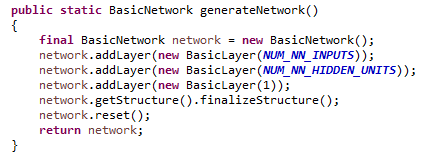 public static BasicNetwork generateNetwork()
{
    final BasicNetwork network = new BasicNetwork();
    network.addLayer(new BasicLayer(NUM_NN_INPUTS));
    network.addLayer(new BasicLayer(NUM_NN_HIDDEN_UNITS));
    network.addLayer(new BasicLayer(1));
    network.getStructure().finalizeStructure();
    network.reset();
    return network;
}